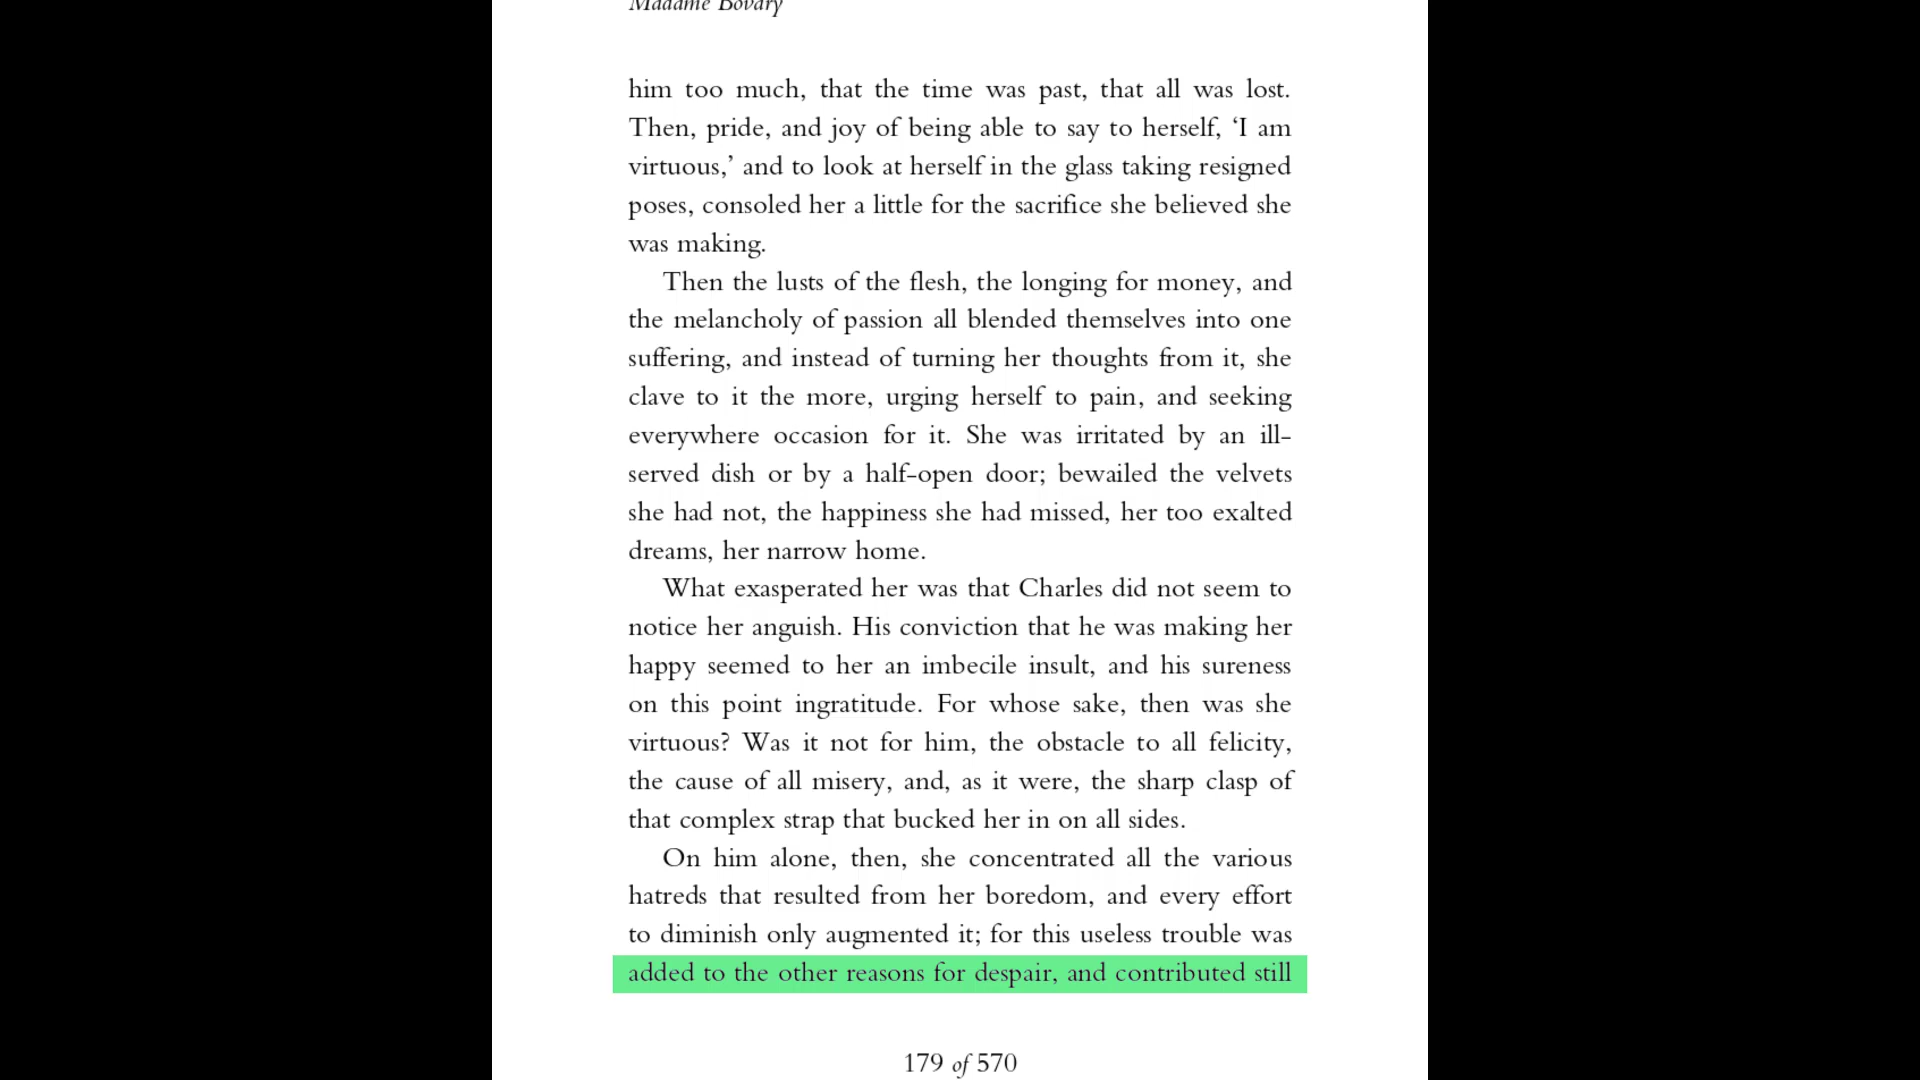 Madame Bovary
him too much, that the time was past, that all was lost.
Then, pride, and joy of being able to say to herself, ‘I am
virtuous,’ and to look at herself in the glass taking resigned
poses, consoled her a little for the sacrifice she believed she
was making.
Then the lusts of the flesh, the longing for money, and
the melancholy of passion all blended themselves into one
suffering, and instead of turning her thoughts from it, she
clave to it the more, urging herself to pain, and seeking
everywhere occasion for it. She was irritated by an ill-
served dish or by a half-open door; bewailed the velvets
she had not, the happiness she had missed, her too exalted
dreams, her narrow home.
What exasperated her was that Charles did not seem to
notice her anguish. His conviction that he was making her
happy seemed to her an imbecile insult, and his sureness
on this point ingratitude. For whose sake, then was she
virtuous? Was it not for him, the obstacle to all felicity,
the cause of all misery, and, as it were, the sharp clasp of
that complex strap that bucked her in on all sides.
On him alone, then, she concentrated all the various
hatreds that resulted from her boredom, and every effort
to diminish only augmented it; for this useless trouble was
added to the other reasons for despair, and contributed still
179 of 570